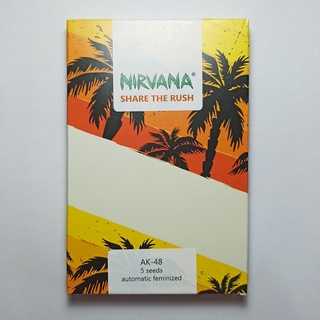 NIRVANA®
SHARE THE RUSH
AK-48
5 seeds
automatic feminized